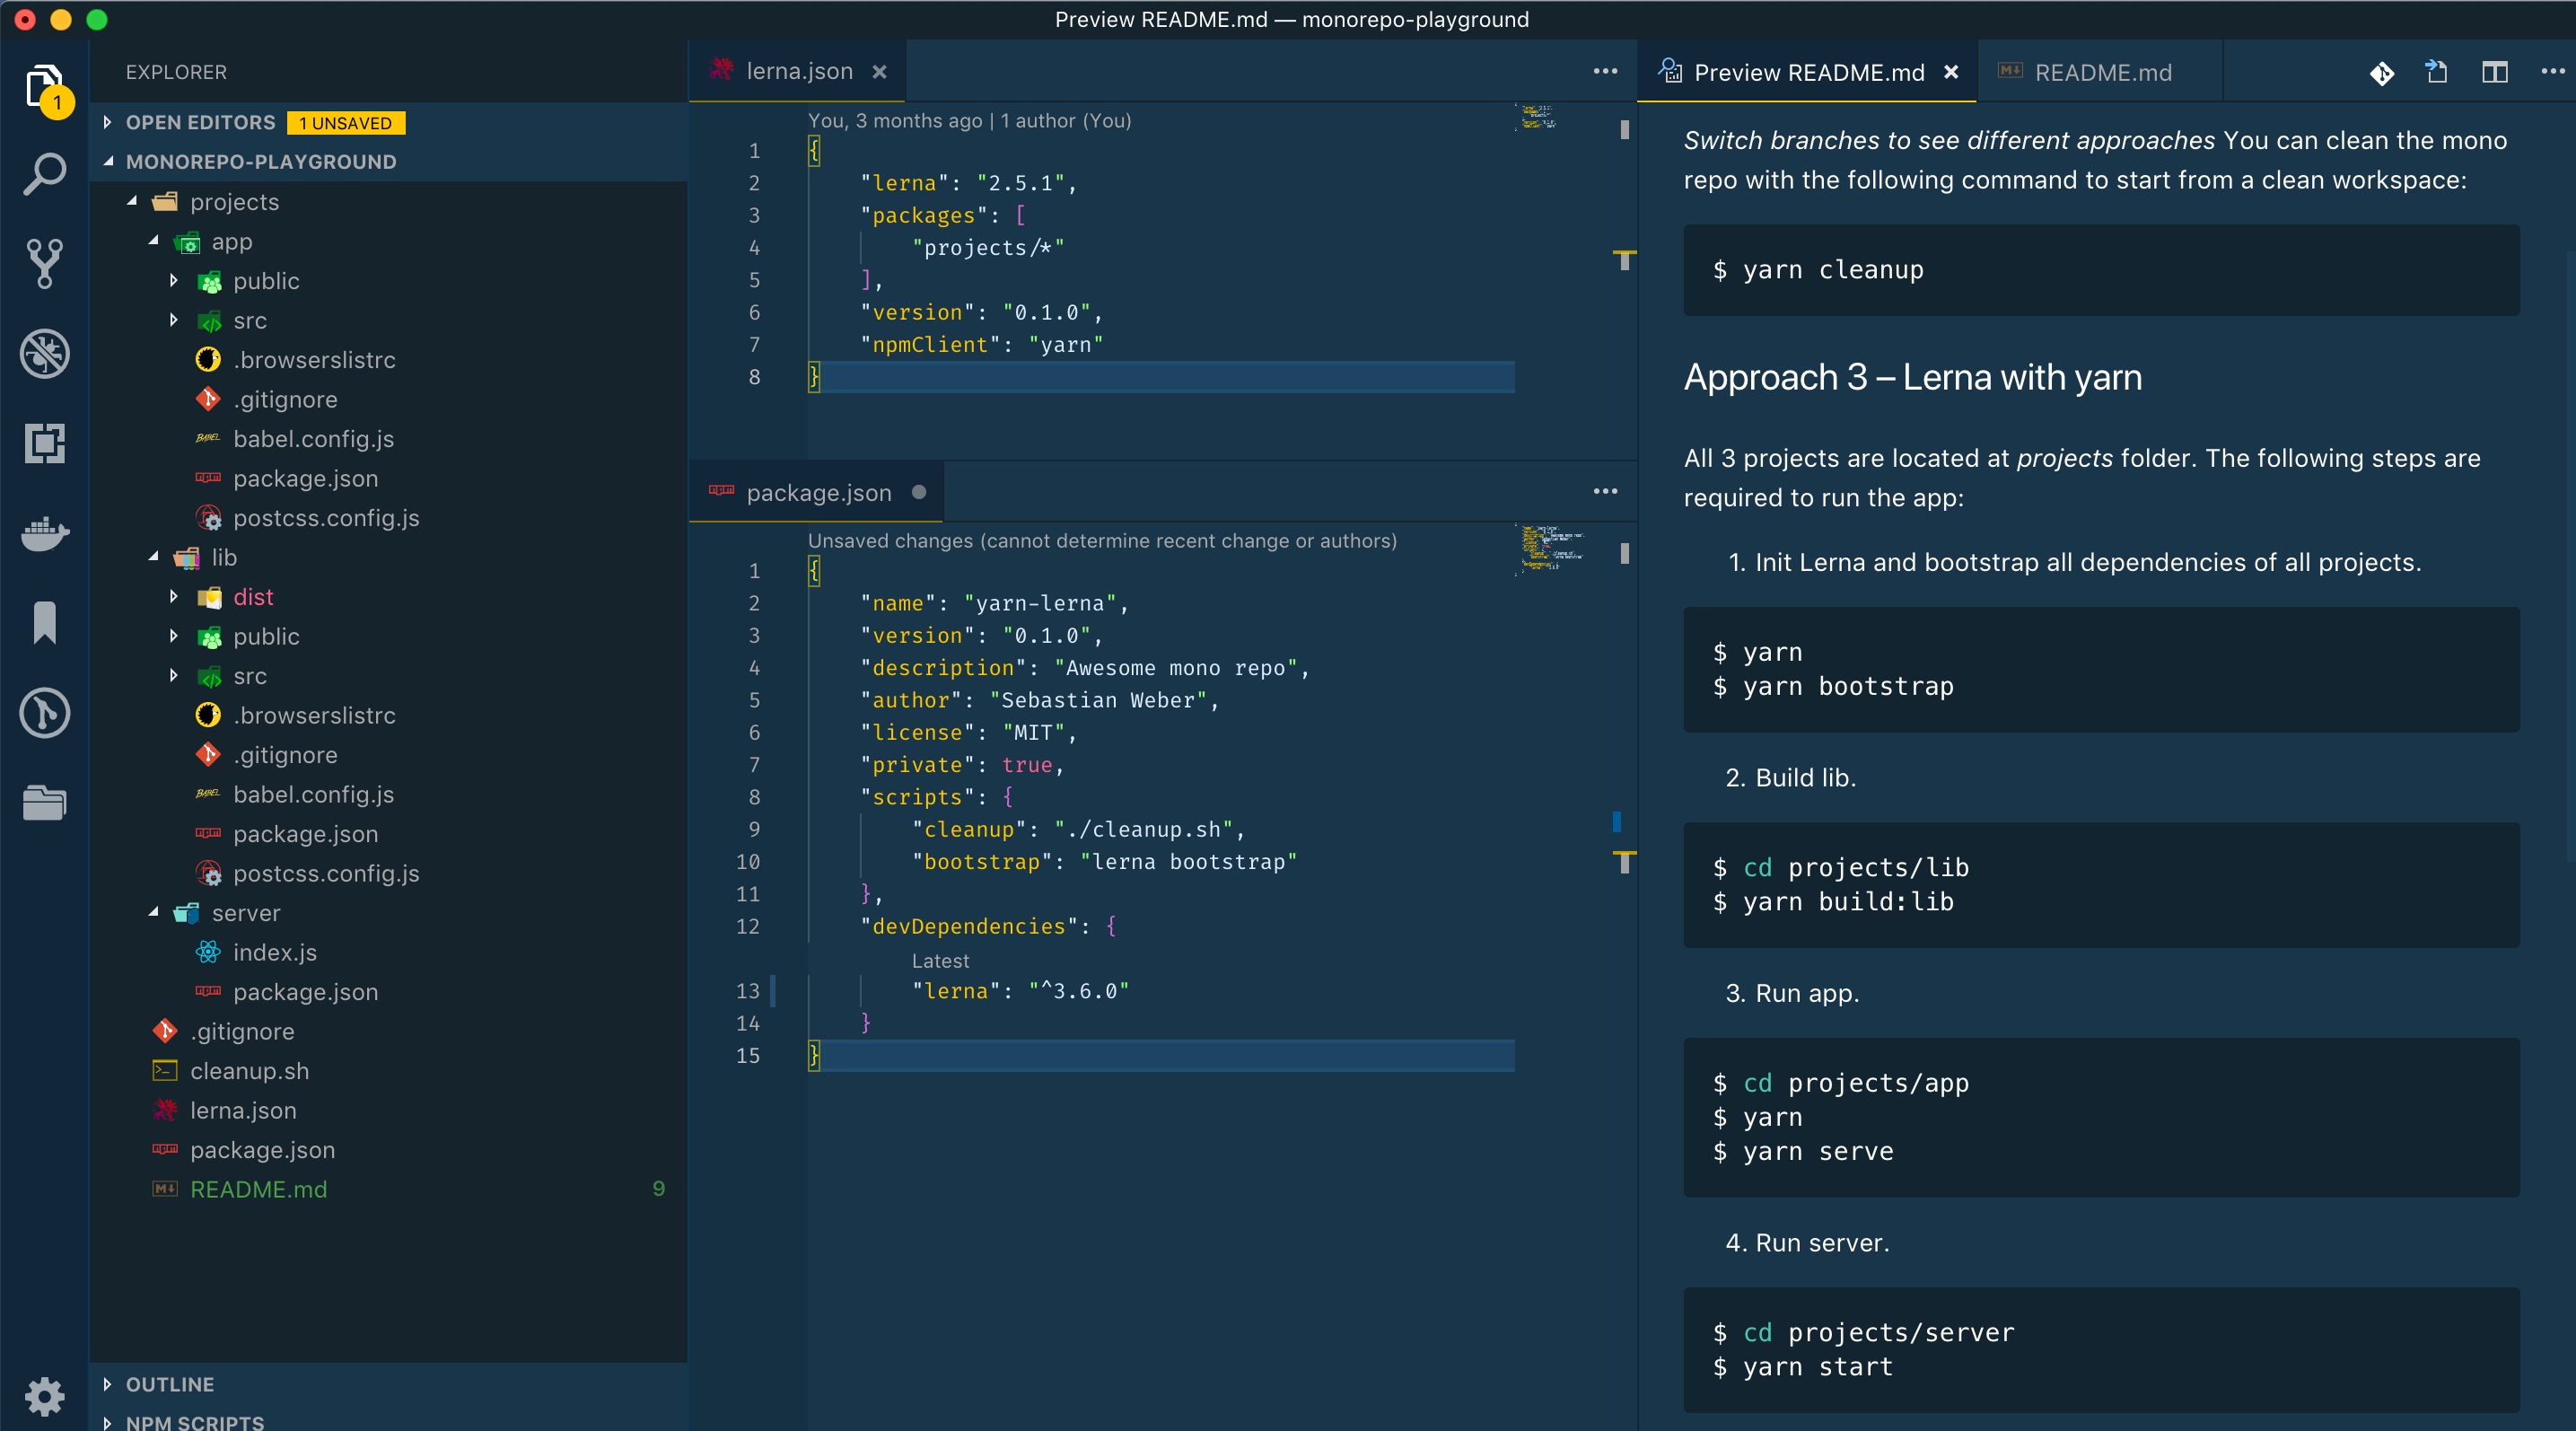 Preview README.md — monorepo-playground
1
EXPLORER
OPEN EDITORS 1 UNSAVED
MONOREPO-PLAYGROUND
projects
app
public
src
.browserslistrc
.gitignore
BABEL babel.config.js
package.json
postcss.config.js
lib
dist
public
src
.browserslistrc
.gitignore
BABEL babel.config.js
package.json
postcss.config.js
server
index.js
package.json
.gitignore
cleanup.sh
lerna.json
package.json
README.md 9
OUTLINE
NPM SCRIPTS
lerna.json
You, 3 months ago | 1 author (You)
1 {
2 "lerna": "2.5.1",
3 "packages": [
4 "projects/*"
5 ],
6 "version": "0.1.0",
7 "npmClient": "yarn"
8 }
package.json
Unsaved changes (cannot determine recent change or authors)
1 {
2 "name": "yarn-lerna",
3 "version": "0.1.0",
4 "description": "Awesome mono repo",
5 "author": "Sebastian Weber",
6 "license": "MIT",
7 "private": true,
8 "scripts": {
9 "cleanup": "./cleanup.sh",
10 "bootstrap": "lerna bootstrap"
11 },
12 "devDependencies": {
Latest
13 "lerna": "^3.6.0"
14 }
15 }
Preview README.md
README.md
Switch branches to see different approaches You can clean the mono
repo with the following command to start from a clean workspace:
$ yarn cleanup
Approach 3 – Lerna with yarn
All 3 projects are located at projects folder. The following steps are
required to run the app:
1. Init Lerna and bootstrap all dependencies of all projects.
$ yarn
$ yarn bootstrap
2. Build lib.
$ cd projects/lib
$ yarn build:lib
3. Run app.
$ cd projects/app
$ yarn
$ yarn serve
4. Run server.
$ cd projects/server
$ yarn start